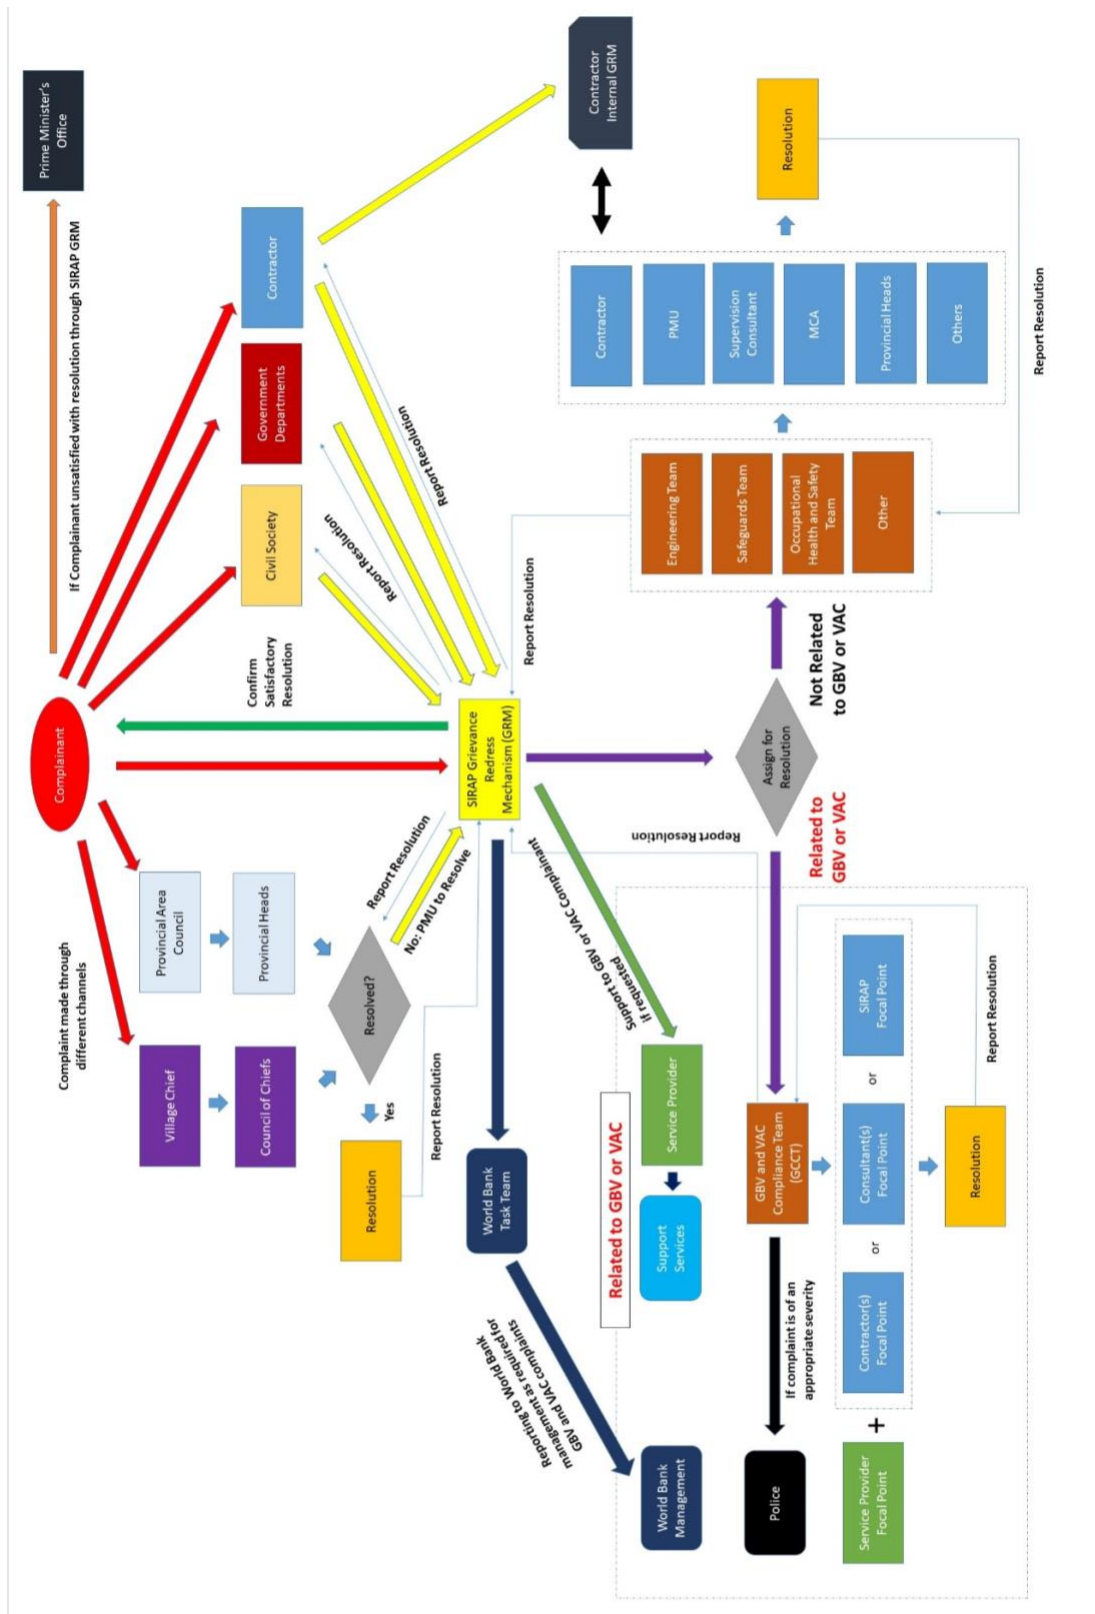 Complaint made through
different channels
Complainant
If Complainant unsatisfied with resolution through SIRAP GRM
Prime Minister's
Office
Village Chief
Provincial Area
Council
Council of Chiefs
Provincial Heads
Confirm
Satisfactory
Resolution
Civil Society
Government
Departments
Contractor
Resolution
Yes
Resolved?
Report Resolution
No: PMU to Resolve
Report Resolution
Report Resolution
Report Resolution
World Bank
Task Team
SIRAP Grievance
Redress
Mechanism (GRM)
Report Resolution
Contractor
Internal GRM
Reporting to World Bank
management as required for
GBV and VAC complaints
Support to GBV or VAC Complainant
if requested
Related to GBV or VAC
Report Resolution
World Bank
Management
Support
Services
Service Provider
Engineering Team
Safeguards Team
Occupational
Health and Safety
Team
Other
Contractor
PMU
Supervision
Consultant
MCA
Provincial Heads
Others
Resolution
Report Resolution
Police
If complaint is of an
appropriate severity
GBV and VAC
Compliance Team
(GCCT)
Related to
GBV or VAC
Assign for
Resolution
Not Related
to GBV or VAC
Service Provider
Focal Point
+
Contractor(s)
Focal Point
or
Consultant(s)
Focal Point
or
SIRAP
Focal Point
Resolution
Report Resolution